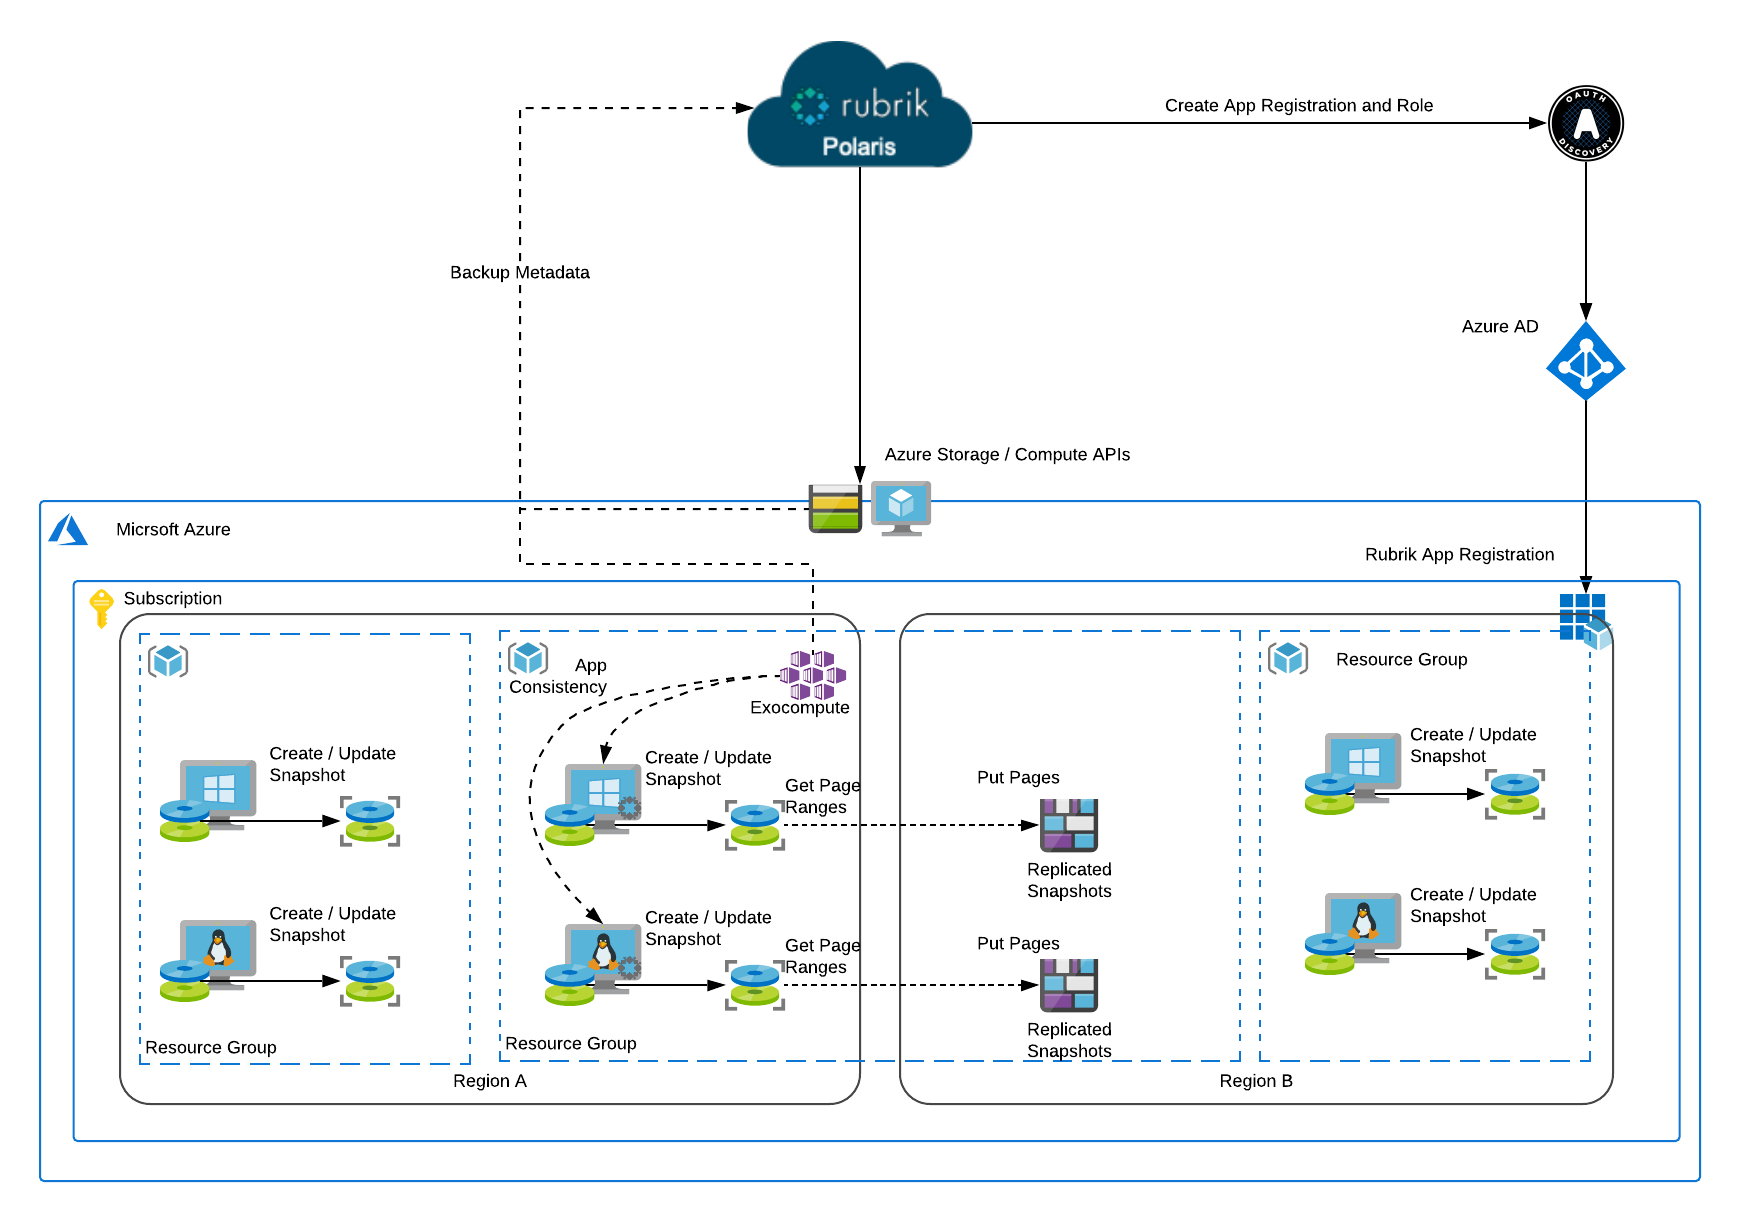 rubrik
Polaris
Create App Registration and Role
OAUTH
A
DISCOVERY
Backup Metadata
Azure AD
Azure Storage / Compute APIs
Micrsoft Azure
Rubrik App Registration
Subscription
App
Consistency
Exocompute
Resource Group
Create / Update
Snapshot
Create / Update
Snapshot
Get Page
Ranges
Put Pages
Replicated
Snapshots
Create / Update
Snapshot
Create / Update
Snapshot
Create / Update
Snapshot
Get Page
Ranges
Put Pages
Replicated
Snapshots
Create / Update
Snapshot
Resource Group
Resource Group
Region A
Region B